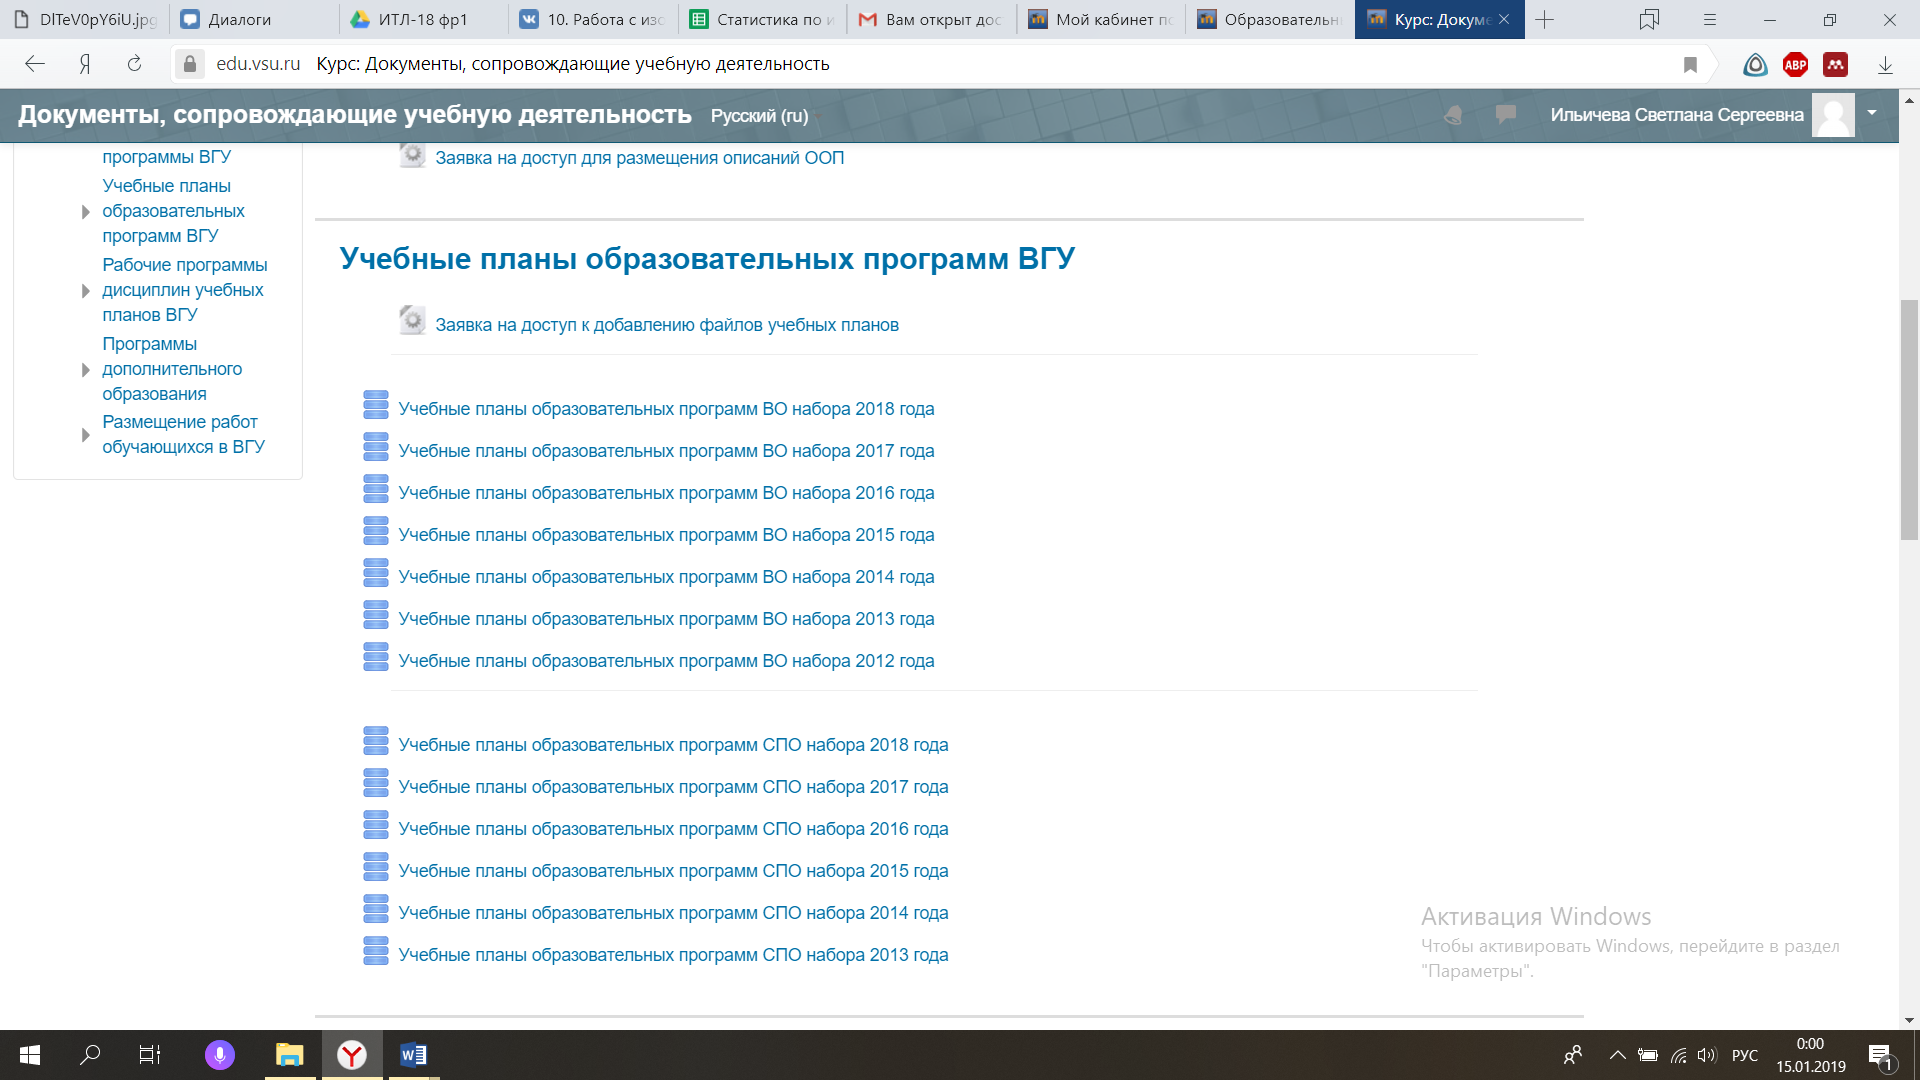 DlTeV0pY6iU.jpg
Диалоги
ИТЛ-18 фр1
10. Работа с изо
Статистика по и
Вам открыт дос
Мой кабинет по
Образовательн
Курс: Докуме
edu.vsu.ru Курс: Документы, сопровождающие учебную деятельность
ABP
Документы, сопровождающие учебную деятельность Русский (ru) Ильичева Светлана Сергеевна
программы ВГУ
Учебные планы
образовательных
программ ВГУ
Рабочие программы
дисциплин учебных
планов ВГУ
Программы
дополнительного
образования
Размещение работ
обучающихся в ВГУ
Заявка на доступ для размещения описаний ООП
Учебные планы образовательных программ ВГУ
Заявка на доступ к добавлению файлов учебных планов
Учебные планы образовательных программ ВО набора 2018 года
Учебные планы образовательных программ ВО набора 2017 года
Учебные планы образовательных программ ВО набора 2016 года
Учебные планы образовательных программ ВО набора 2015 года
Учебные планы образовательных программ ВО набора 2014 года
Учебные планы образовательных программ ВО набора 2013 года
Учебные планы образовательных программ ВО набора 2012 года
Учебные планы образовательных программ СПО набора 2018 года
Учебные планы образовательных программ СПО набора 2017 года
Учебные планы образовательных программ СПО набора 2016 года
Учебные планы образовательных программ СПО набора 2015 года
Учебные планы образовательных программ СПО набора 2014 года
Учебные планы образовательных программ СПО набора 2013 года
Активация Windows
Чтобы активировать Windows, перейдите в раздел
"Параметры".
РУС
0:00
15.01.2019
1